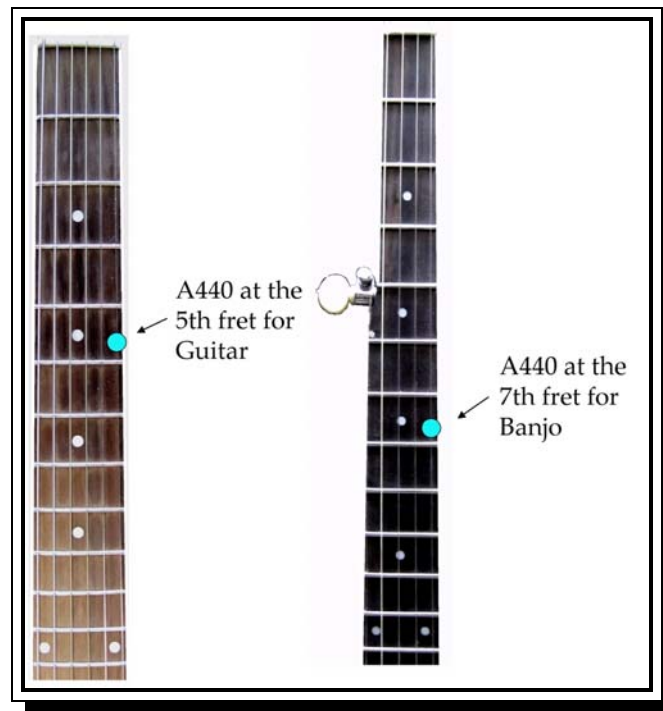 A440 at the
5th fret for
Guitar
A440 at the
7th fret for
Banjo